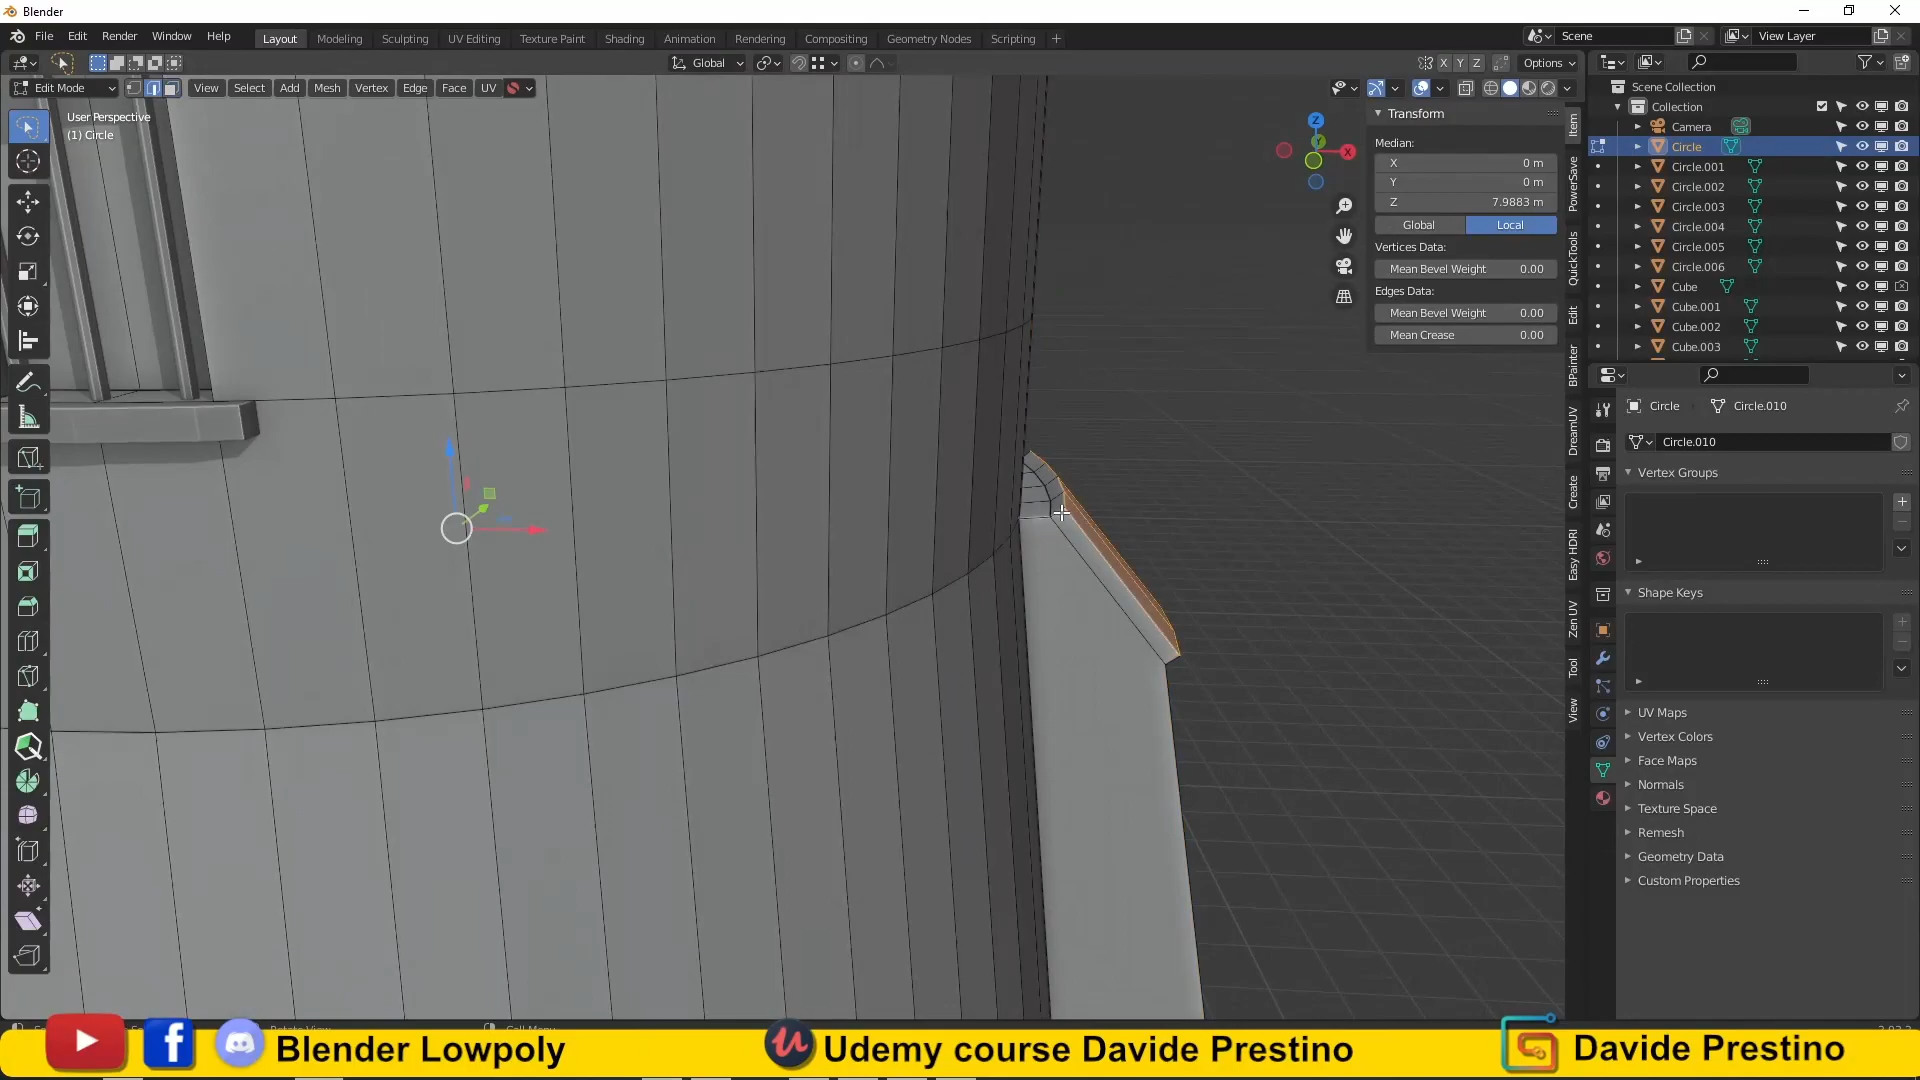 Blender
File Edit Render Window Help
Layout Modeling Sculpting UV Editing Texture Paint Shading Animation Rendering Compositing Geometry Nodes Scripting +
Scene
View Layer
Global
X Y Z
Options
Edit Mode
View Select Add Mesh Vertex Edge Face UV
User Perspective
(1) Circle
Z
Y
X
Transform
Median:
X 0 m
Y 0 m
Z 7.9883 m
Global Local
Vertices Data:
Mean Bevel Weight 0.00
Edges Data:
Mean Bevel Weight 0.00
Mean Crease 0.00
Item
PowerSave
QuickTools
Edit
BPainter
DreamUV
Create
Easy HDRI
Zen UV
Tool
View
Scene Collection
Collection
Camera
Circle
Circle.001
Circle.002
Circle.003
Circle.004
Circle.005
Circle.006
Cube
Cube.001
Cube.002
Cube.003
Circle
Circle.010
Circle.010
Vertex Groups
Shape Keys
UV Maps
Vertex Colors
Face Maps
Normals
Texture Space
Remesh
Geometry Data
Custom Properties
Blender Lowpoly
Udemy course Davide Prestino
Davide Prestino